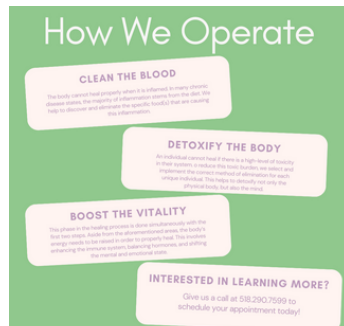 How We Operate
CLEAN THE BLOOD
The body cannot heal properly when it is inflamed. In many chronic
disease states, the majority of inflammation stems from the diet. We
help to discover and eliminate the specific food(s) that are causing
this inflammation.
DETOXIFY THE BODY
An individual cannot heal if there is a high-level of toxicity
in their system. o reduce this toxic burden, we select and
implement the correct method of elimination for each
unique individual. This helps to detoxify not only the
physical body, but also the mind.
BOOST THE VITALITY
This phase in the healing process is done simultaneously with the
first two steps. Aside from the aforementioned areas, the body's
energy needs to be raised in order to properly heal. This involves
enhancing the immune system, balancing hormones, and shifting
the mental and emotional state.
INTERESTED IN LEARNING MORE?
Give us a call at 518.290.7599 to
schedule your appointment today!